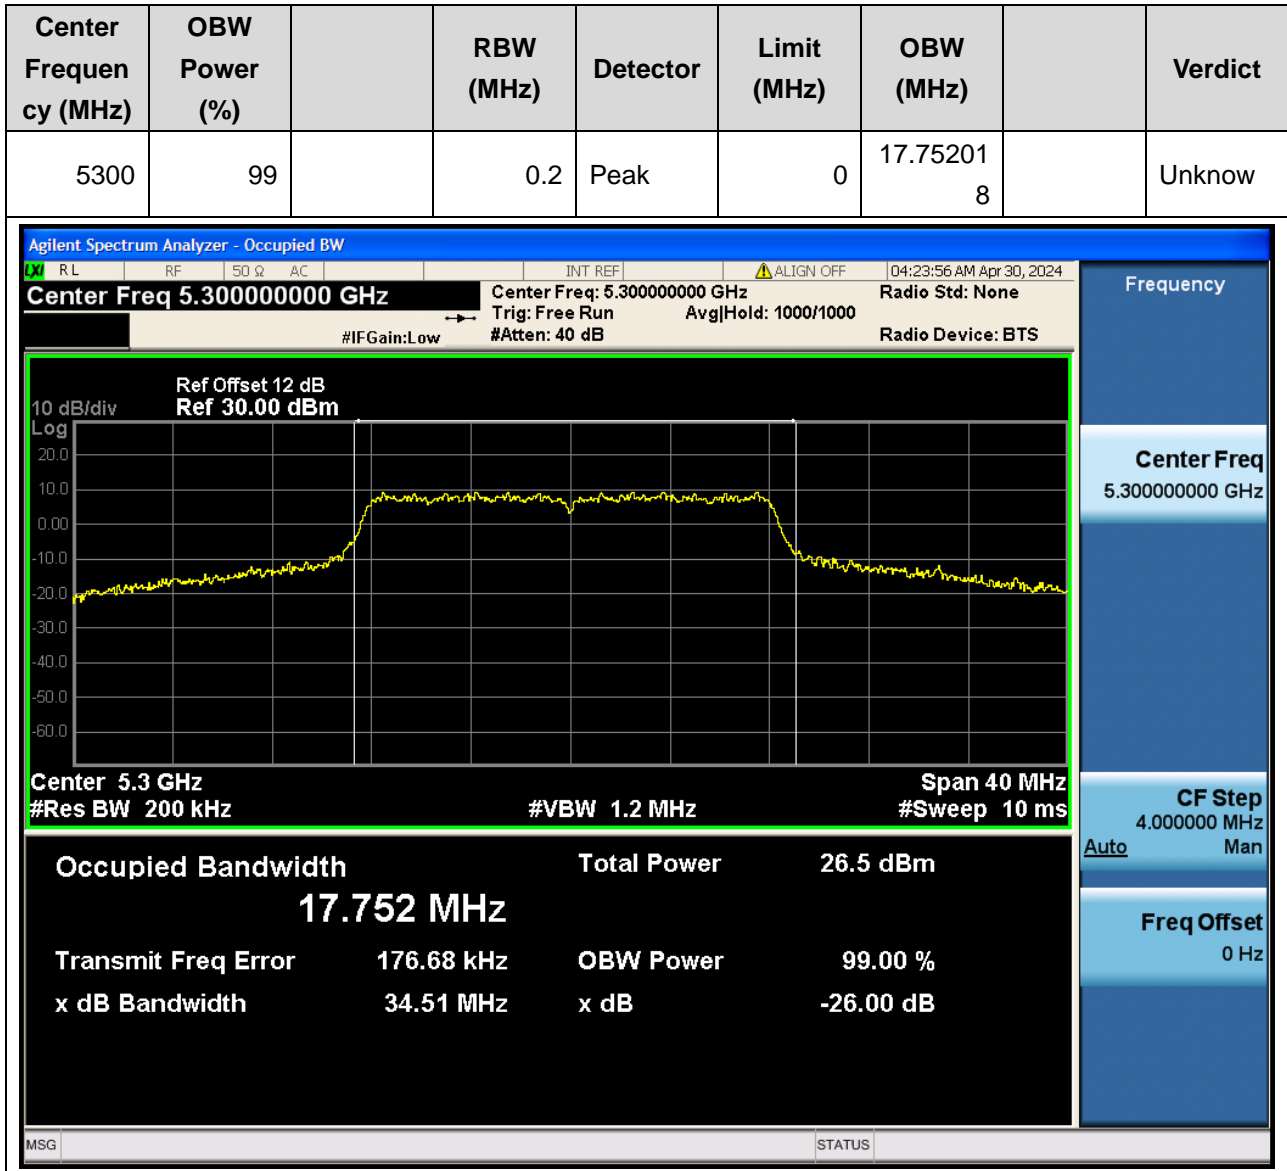 Center Frequen cy (MHz)
OBW Power (%)
RBW (MHz)
Detector
Limit (MHz)
OBW (MHz)
Verdict
5300
99
0.2
Peak
0
17.75201 8
Unknow
Agilent Spectrum Analyzer - Occupied BW
LXI RL RF 50 Ω AC INT REF ALIGN OFF 04:23:56 AM Apr 30, 2024
Center Freq 5.300000000 GHz
Center Freq: 5.300000000 GHz
Radio Std: None
Trig: Free Run Avg|Hold: 1000/1000
#IFGain:Low #Atten: 40 dB
Radio Device: BTS
Ref Offset 12 dB
10 dB/div Ref 30.00 dBm
Log
20.0
10.0
0.00
-10.0
-20.0
-30.0
-40.0
-50.0
-60.0
Center 5.3 GHz Span 40 MHz
#Res BW 200 kHz #VBW 1.2 MHz #Sweep 10 ms
Occupied Bandwidth Total Power 26.5 dBm
17.752 MHz
Transmit Freq Error 176.68 kHz OBW Power 99.00 %
x dB Bandwidth 34.51 MHz x dB -26.00 dB
MSG STATUS
Frequency
Center Freq
5.300000000 GHz
CF Step
4.000000 MHz
Auto Man
Freq Offset
0 Hz